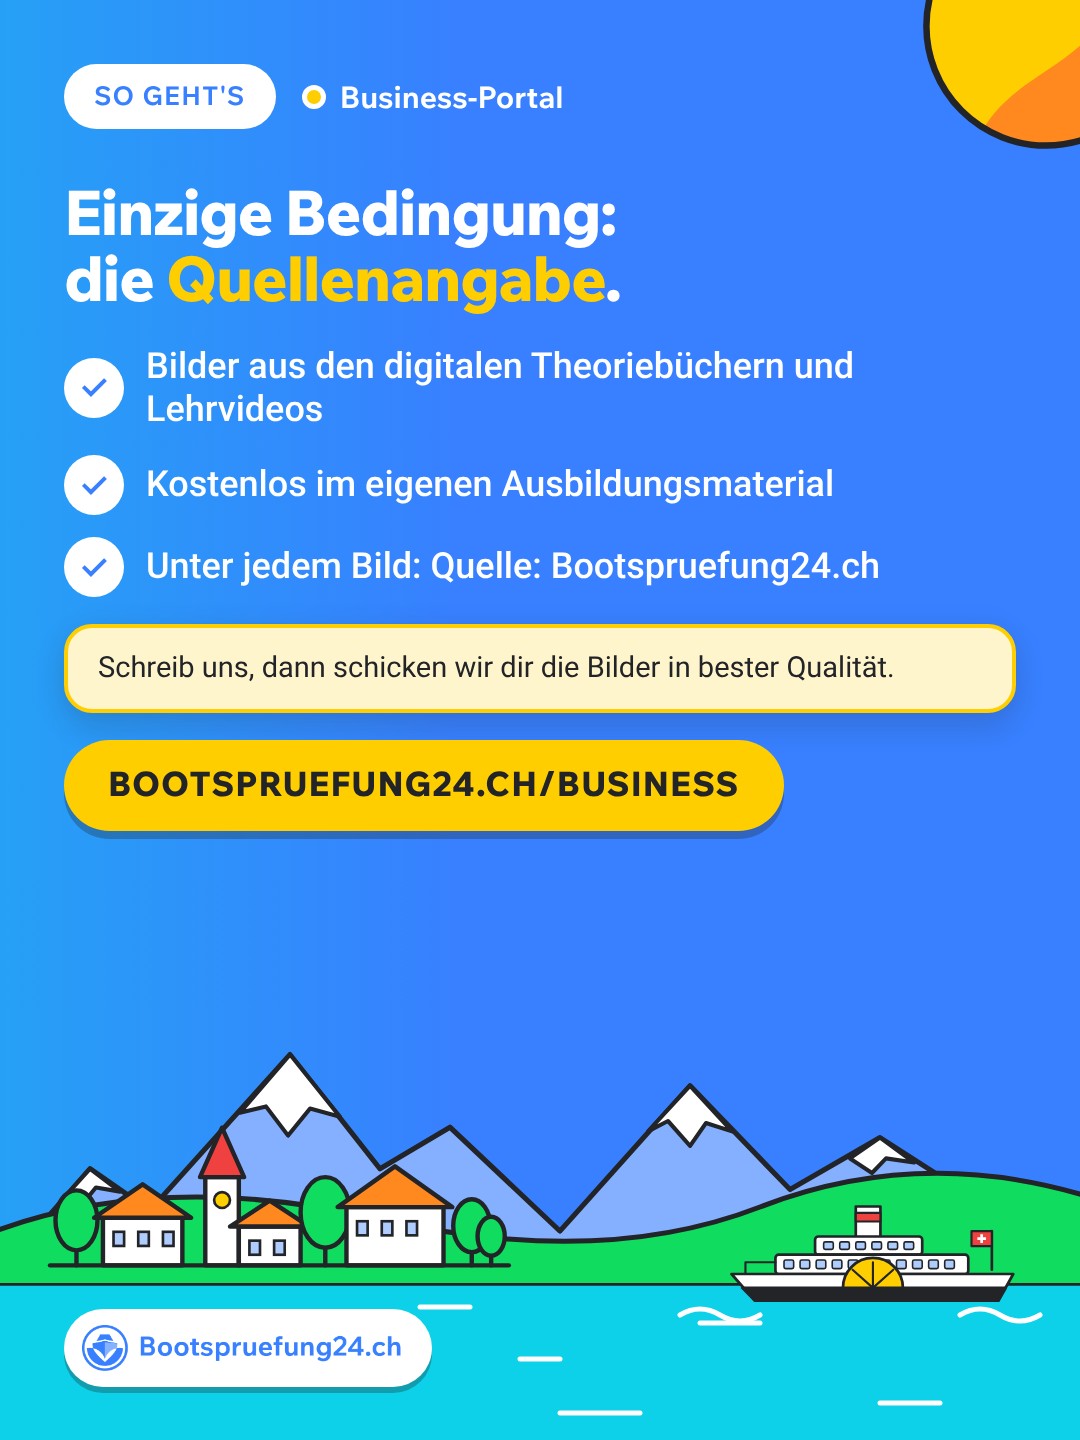 SO GEHT'S
Business-Portal
Einzige Bedingung:
die Quellenangabe.
Bilder aus den digitalen Theoriebüchern und
Lehrvideos
Kostenlos im eigenen Ausbildungsmaterial
Unter jedem Bild: Quelle: Bootspruefung24.ch
Schreib uns, dann schicken wir dir die Bilder in bester Qualität.
BOOTSPRUEFUNG24.CH/BUSINESS
Bootspruefung24.ch